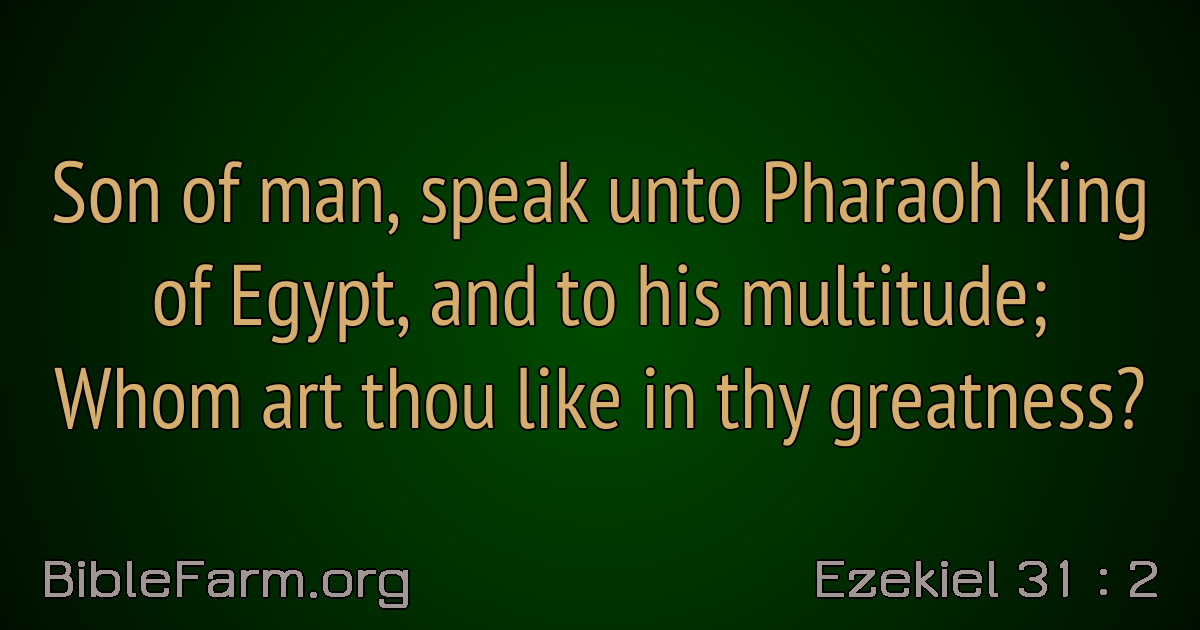 Son of man, speak unto Pharaoh king
of Egypt, and to his multitude;
Whom art thou like in thy greatness?
BibleFarm.org
Ezekiel 31 : 2